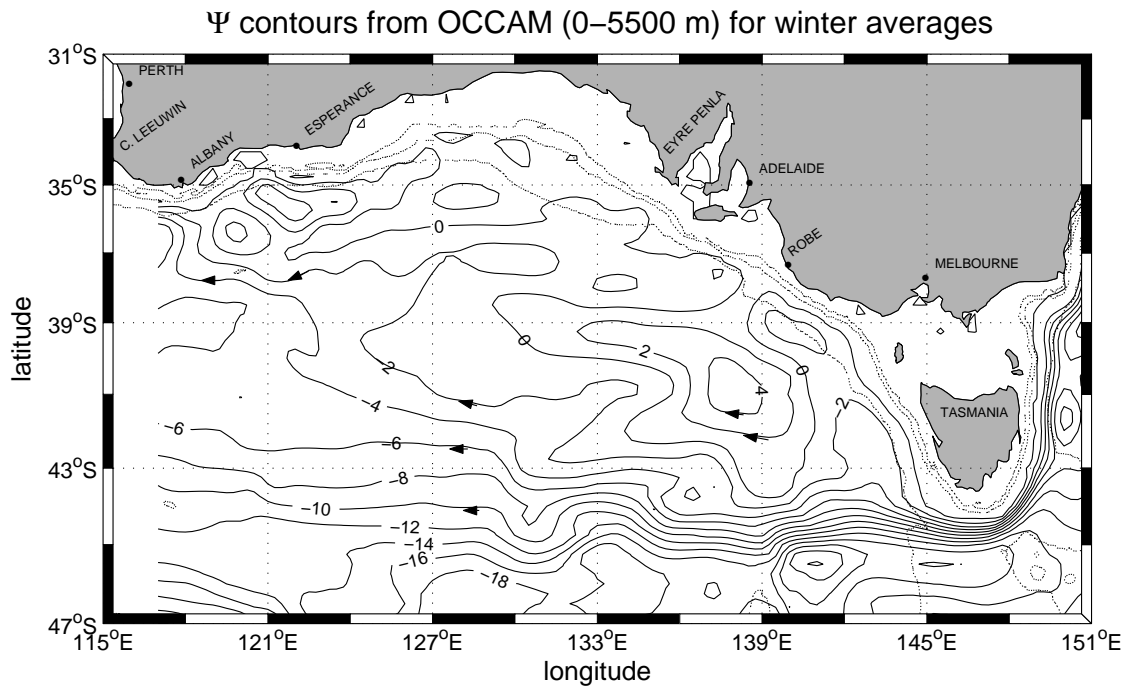 Ψ contours from OCCAM (0−5500 m) for winter averages
31°S
PERTH
C. LEEUWIN
ALBANY
ESPERANCE
EYRE PENLA
ADELAIDE
35°S
ROBE
MELBOURNE
0
39°S
0
2
0
−2
4
−2
−4
TASMANIA
−6
−6
43°S
−8
−10
−12
−14
−16
−18
47°S
115°E
121°E
127°E
133°E
139°E
145°E
151°E
latitude
longitude